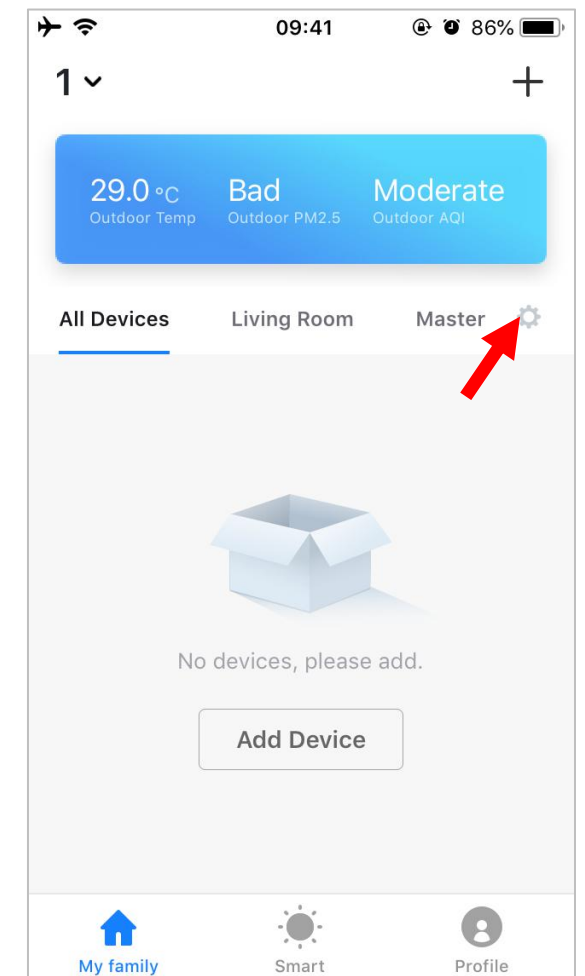 09:41 86%
1
29.0 °C Bad Moderate
Outdoor Temp Outdoor PM2.5 Outdoor AQI
All Devices Living Room Master
No devices, please add.
Add Device
My family Smart Profile